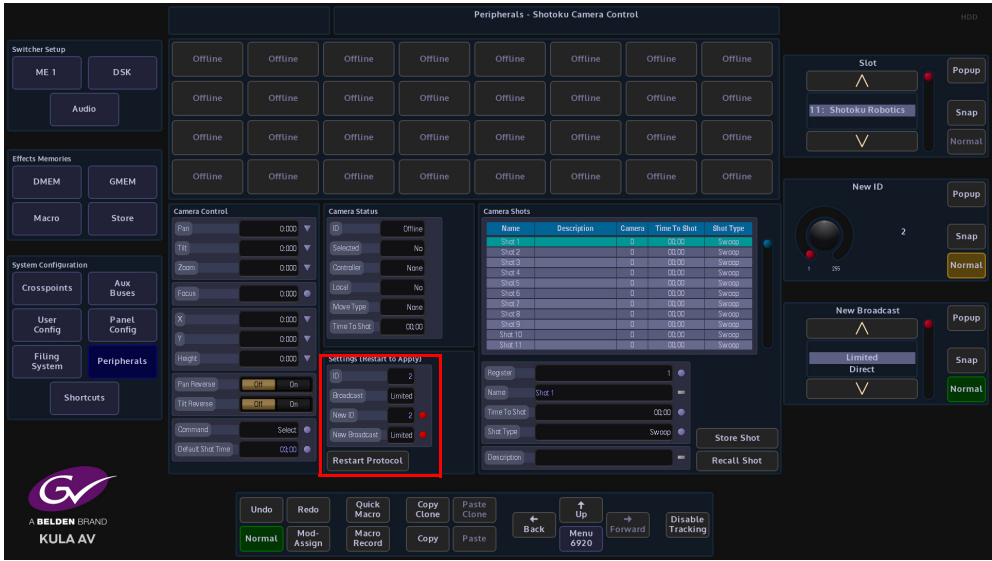 Peripherals - Shotoku Camera Control
HDD
Switcher Setup
ME 1
DSK
Audio
Effects Memories
DMEM
GMEM
Macro
Store
System Configuration
Crosspoints
Aux
Buses
User
Config
Panel
Config
Filing
System
Peripherals
Shortcuts
GV
A BELDEN BRAND
KULA AV
Offline Offline Offline Offline Offline Offline Offline Offline
Offline Offline Offline Offline Offline Offline Offline Offline
Offline Offline Offline Offline Offline Offline Offline Offline
Offline Offline Offline Offline Offline Offline Offline Offline
Camera Control
Pan 0:000
Tilt 0:000
Zoom 0:000
Focus 0:000
X 0:000
Y 0:000
Height 0:000
Pan Reverse Off On
Tilt Reverse Off On
Command Select
Default Shot Time 03;00
Camera Status
ID Offline
Selected No
Controller None
Local No
Move Type None
Time To Shot 00;00
Settings (Restart to Apply)
ID 2
Broadcast Limited
New ID 2
New Broadcast Limited
Restart Protocol
Camera Shots
Name Description Camera Time To Shot Shot Type
Shot 1 0 00;00 Swoop
Shot 2 0 00;00 Swoop
Shot 3 0 00;00 Swoop
Shot 4 0 00;00 Swoop
Shot 5 0 00;00 Swoop
Shot 6 0 00;00 Swoop
Shot 7 0 00;00 Swoop
Shot 8 0 00;00 Swoop
Shot 9 0 00;00 Swoop
Shot 10 0 00;00 Swoop
Shot 11 0 00;00 Swoop
Register 1
Name Shot 1
Time To Shot 00;00
Shot Type Swoop
Description
Store Shot
Recall Shot
Slot
11: Shotoku Robotics
Popup
Snap
Normal
New ID
2
1 255
Popup
Snap
Normal
New Broadcast
Limited
Direct
Popup
Snap
Normal
Undo
Redo
Quick
Macro
Copy
Clone
Paste
Clone
Normal
Mod-
Assign
Macro
Record
Copy
Paste
Back
Up
Menu
6920
Forward
Disable
Tracking